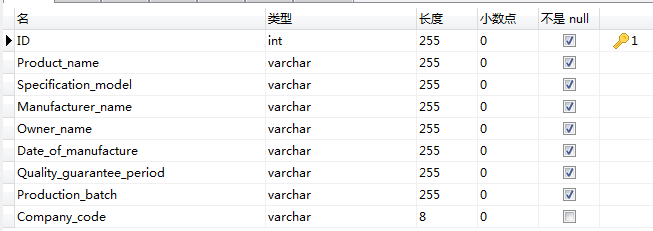 名 类型 长度 小数点 不是 null
ID int 255 0 1
Product_name varchar 255 0
Specification_model varchar 255 0
Manufacturer_name varchar 255 0
Owner_name varchar 255 0
Date_of_manufacture varchar 255 0
Quality_guarantee_period varchar 255 0
Production_batch varchar 255 0
Company_code varchar 8 0